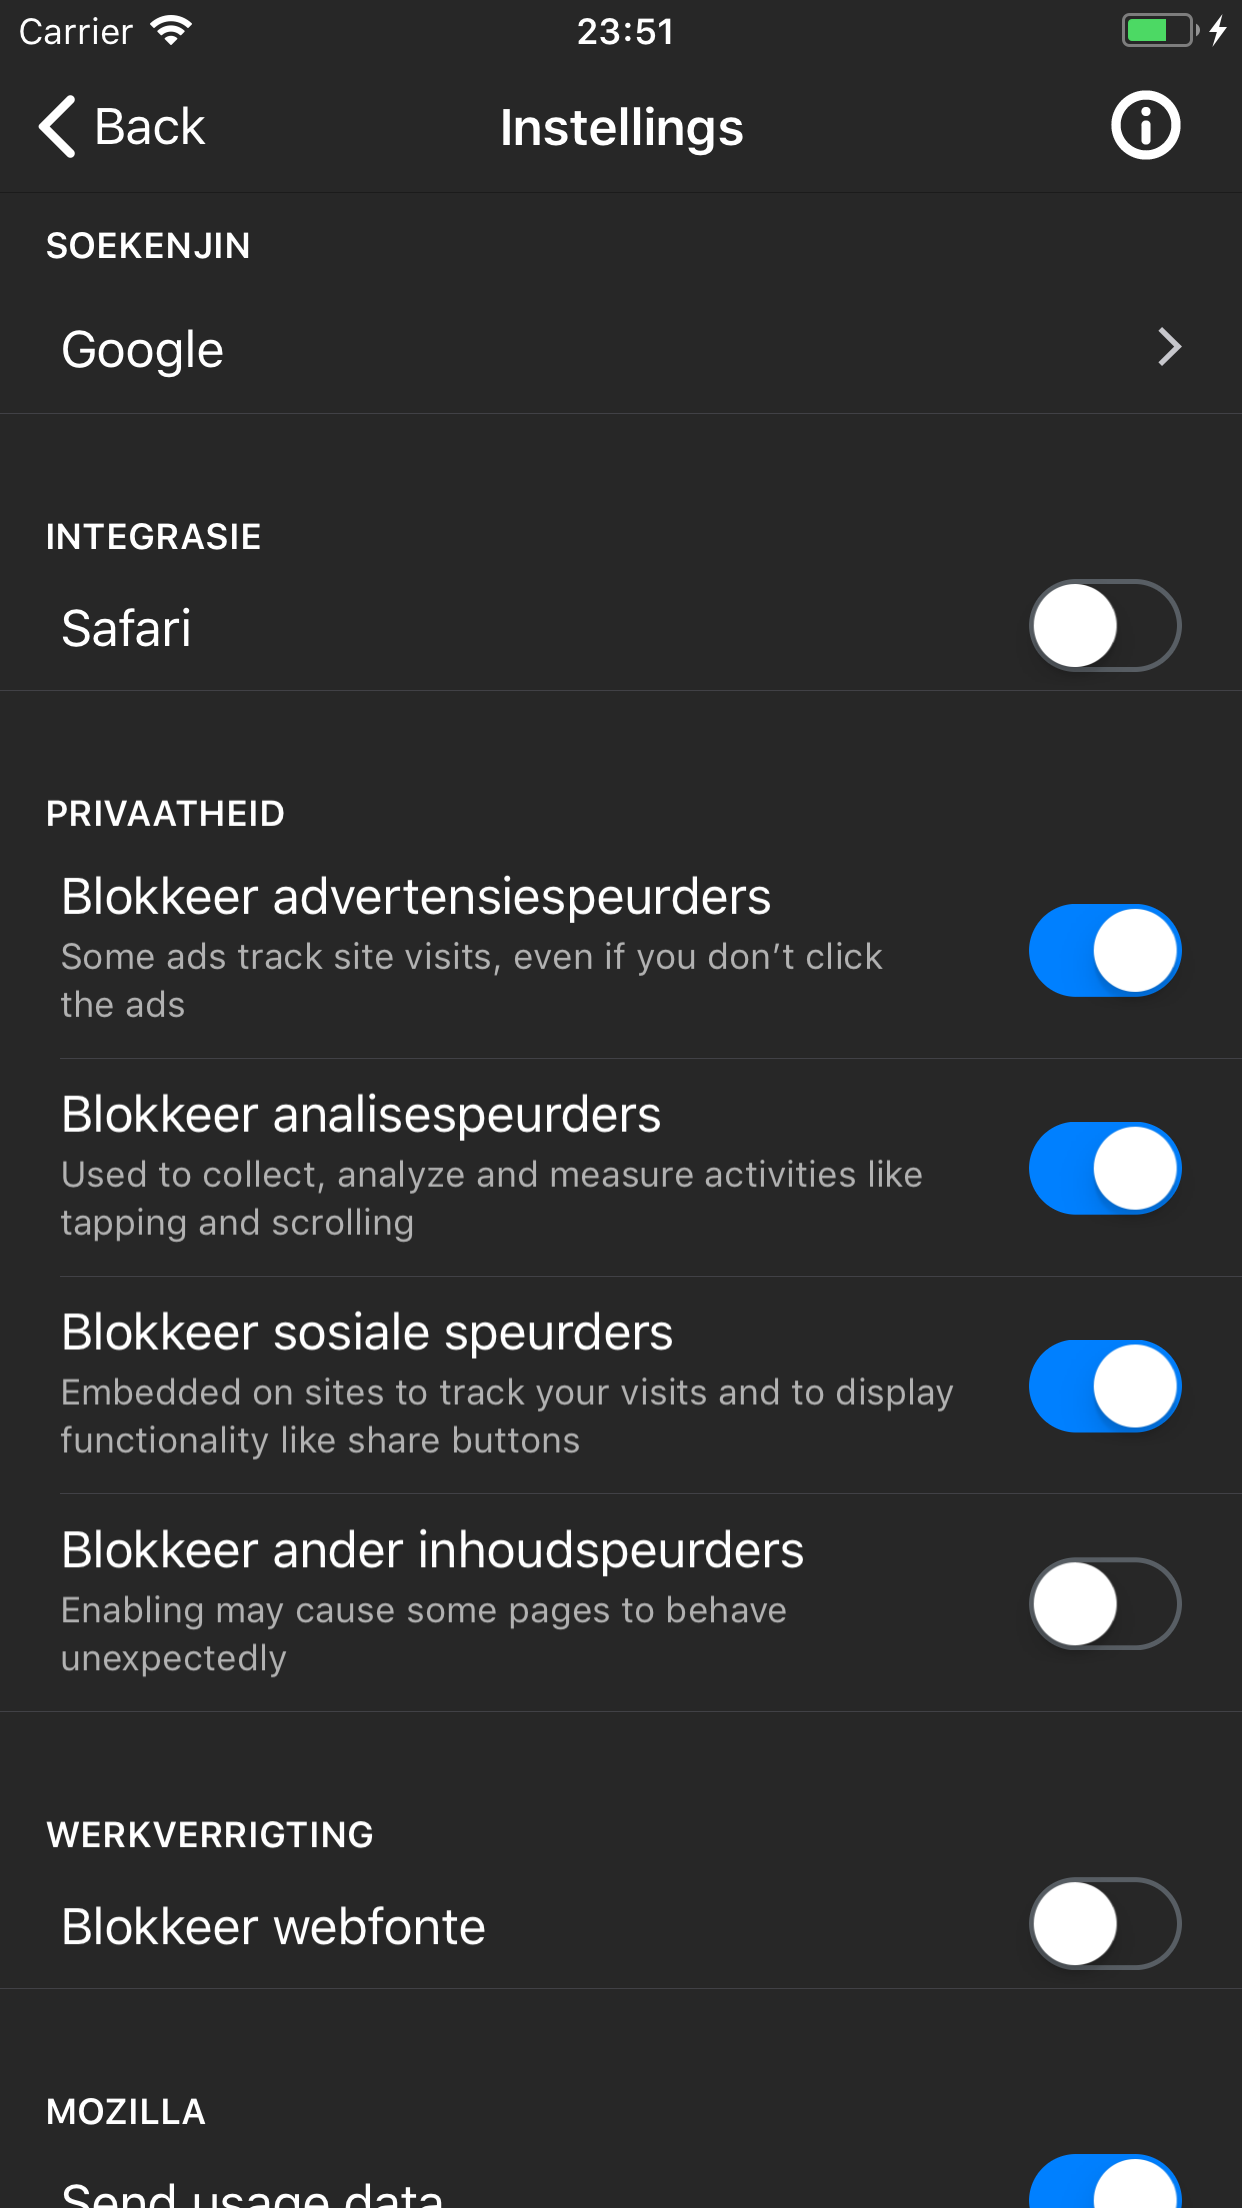 Carrier
23:51
Back
Instellings
SOEKENJIN
Google
INTEGRASIE
Safari
PRIVAATHEID
Blokkeer advertensiespeurders
Some ads track site visits, even if you don’t click
the ads
Blokkeer analisespeurders
Used to collect, analyze and measure activities like
tapping and scrolling
Blokkeer sosiale speurders
Embedded on sites to track your visits and to display
functionality like share buttons
Blokkeer ander inhoudspeurders
Enabling may cause some pages to behave
unexpectedly
WERKVERRIGTING
Blokkeer webfonte
MOZILLA
Send usage data